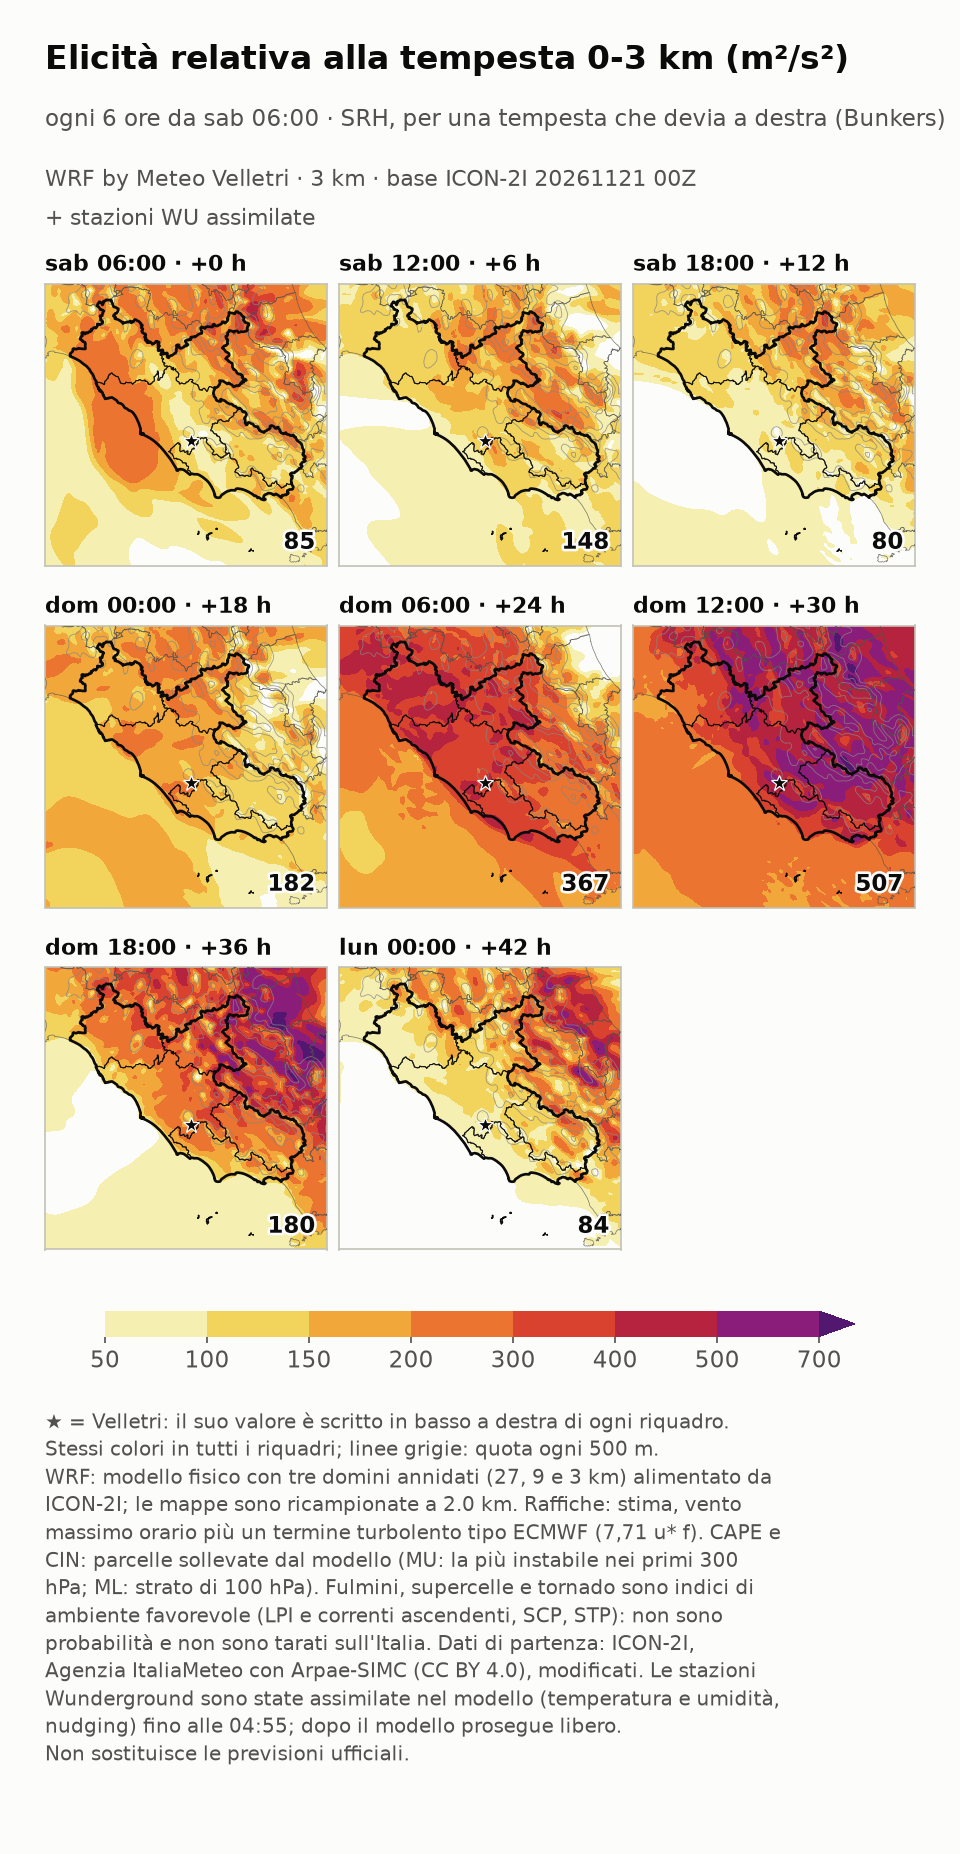 Elicità relativa alla tempesta 0-3 km (m²/s²)
ogni 6 ore da sab 06:00 · SRH, per una tempesta che devia a destra (Bunkers)
WRF by Meteo Velletri · 3 km · base ICON-2I 20261121 00Z
+ stazioni WU assimilate
sab 06:00 · +0 h
sab 12:00 · +6 h
sab 18:00 · +12 h
85
148
80
dom 00:00 · +18 h
dom 06:00 · +24 h
dom 12:00 · +30 h
182
367
507
dom 18:00 · +36 h
lun 00:00 · +42 h
180
84
50 100 150 200 300 400 500 700
★ = Velletri: il suo valore è scritto in basso a destra di ogni riquadro.
Stessi colori in tutti i riquadri; linee grigie: quota ogni 500 m.
WRF: modello fisico con tre domini annidati (27, 9 e 3 km) alimentato da
ICON-2I; le mappe sono ricampionate a 2.0 km. Raffiche: stima, vento
massimo orario più un termine turbolento tipo ECMWF (7,71 u* f). CAPE e
CIN: parcelle sollevate dal modello (MU: la più instabile nei primi 300
hPa; ML: strato di 100 hPa). Fulmini, supercelle e tornado sono indici di
ambiente favorevole (LPI e correnti ascendenti, SCP, STP): non sono
probabilità e non sono tarati sull'Italia. Dati di partenza: ICON-2I,
Agenzia ItaliaMeteo con Arpae-SIMC (CC BY 4.0), modificati. Le stazioni
Wunderground sono state assimilate nel modello (temperatura e umidità,
nudging) fino alle 04:55; dopo il modello prosegue libero.
Non sostituisce le previsioni ufficiali.